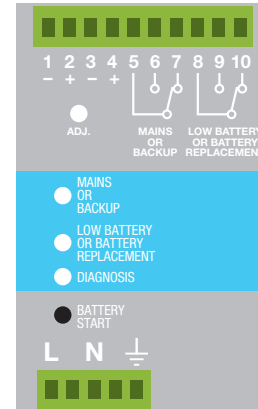 1 2 3 4 5 6 7 8 9 10
− + − +
ADJ.
MAINS
OR
BACKUP
LOW BATTERY
OR BATTERY
REPLACEMEN
MAINS
OR
BACKUP
LOW BATTERY
OR BATTERY
REPLACEMENT
DIAGNOSIS
BATTERY
START
L N